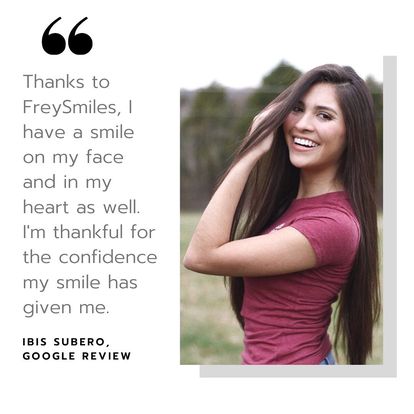 Thanks to
FreySmiles, I
have a smile
on my face
and in my
heart as well.
I'm thankful for
the confidence
my smile has
given me.
IBIS SUBERO,
GOOGLE REVIEW